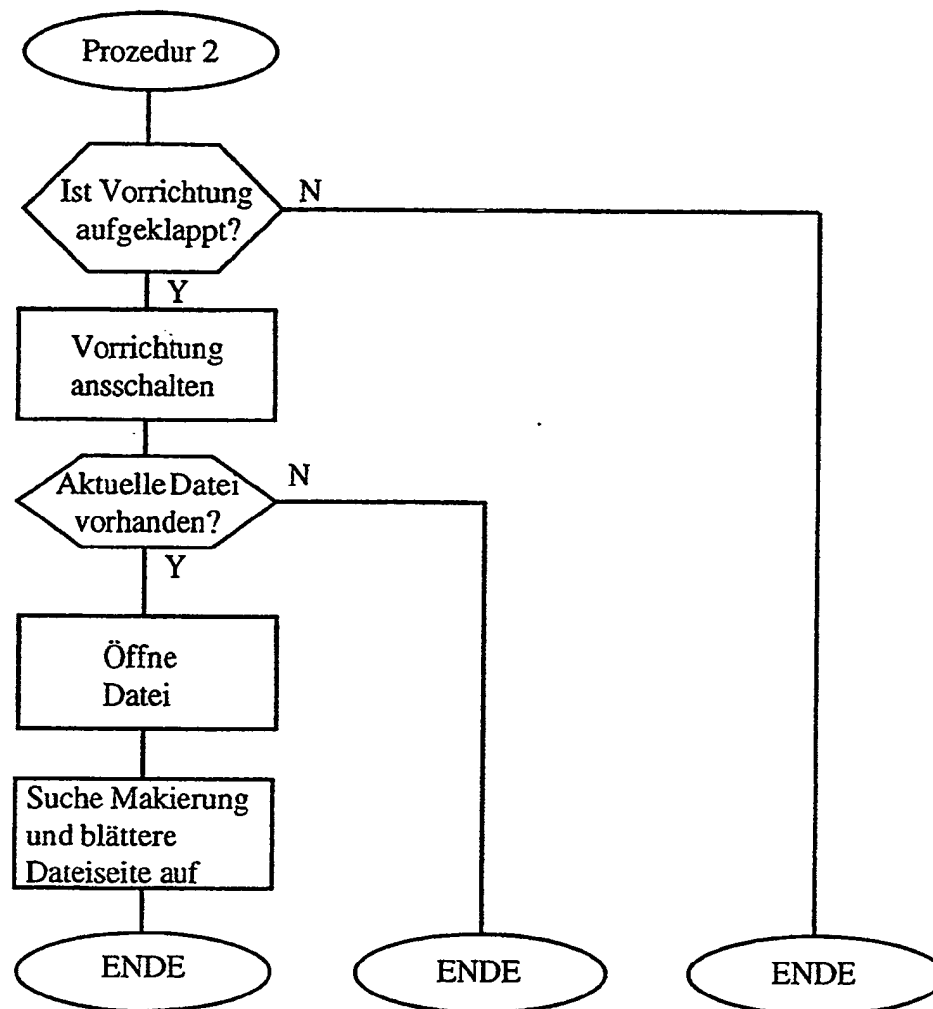 Prozedur 2
Ist Vorrichtung
aufgeklappt?
N
Y
Vorrichtung
ansschalten
Aktuelle Datei
vorhanden?
N
Y
Öffne
Datei
Suche Makierung
und blättere
Dateiseite auf
ENDE
ENDE
ENDE